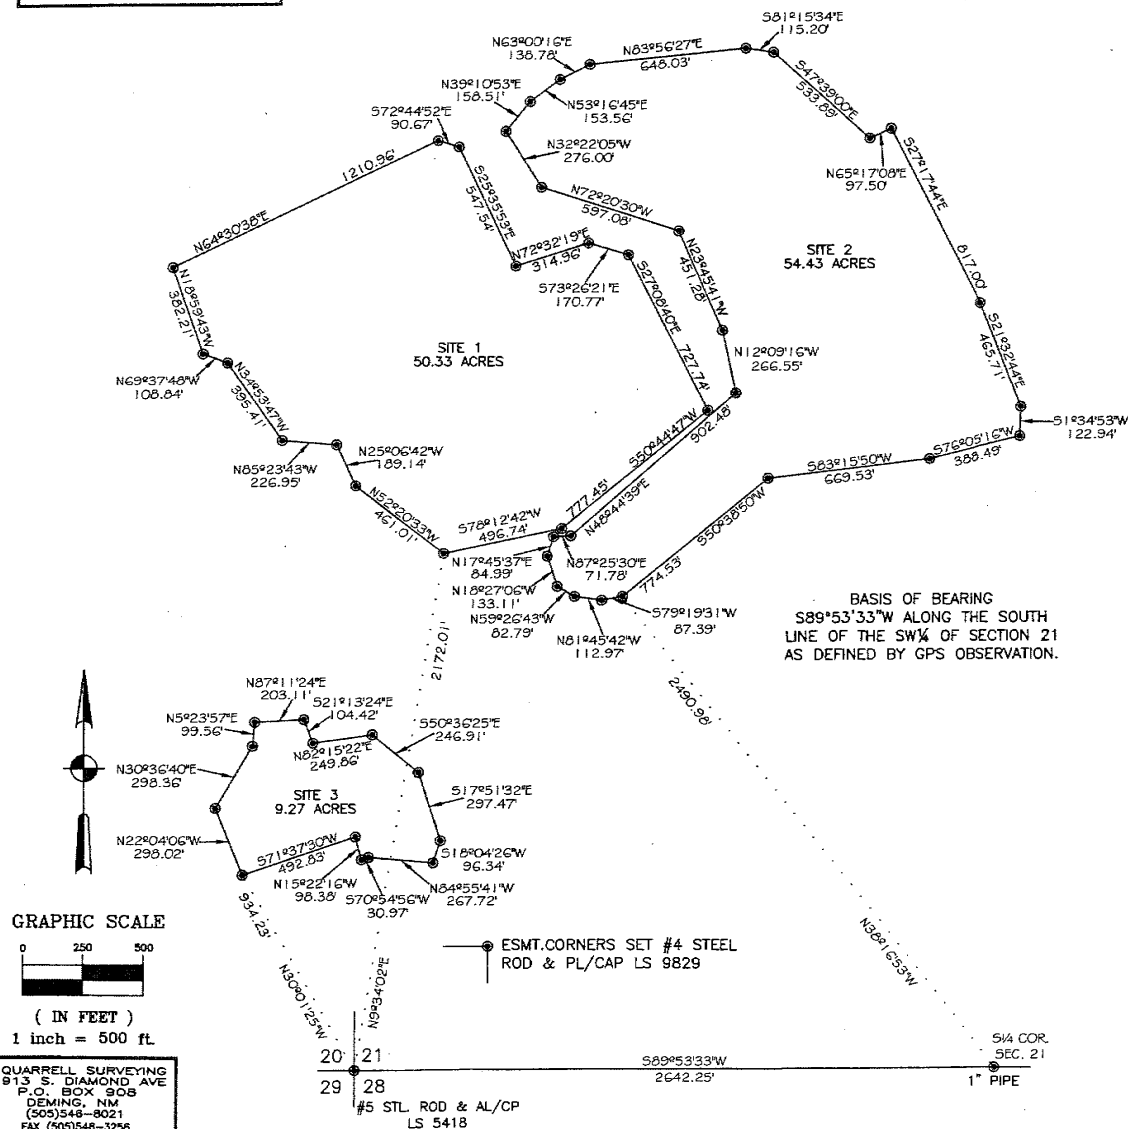 S81°15'34"E
115.20'
N63°00'16"E
138.78'
N83°56'27"E
648.03'
S47°39'00"E
533.89'
N39°10'53"E
158.51'
N53°16'45"E
153.56'
S72°44'52"E
90.67'
N32°22'05"W
276.00'
N65°17'08"E
97.50'
S27°17'44"E
817.00'
1210.96'
N64°30'38"E
S25°35'53"E
547.54'
N72°20'30"W
597.08'
N72°32'19"E
314.96'
S73°26'21"E
170.77'
N23°45'41"W
451.28'
SITE 2
54.43 ACRES
N18°59'43"W
382.21'
S27°08'40"E
727.74'
S21°32'44"E
465.71'
SITE 1
50.33 ACRES
N12°09'16"W
266.55'
N69°37'48"W
108.84'
N34°53'47"W
395.41'
S50°44'47"W
777.45'
902.48'
N48°44'39"E
S1°34'53"W
122.94'
S76°05'16"W
388.49'
N25°06'42"W
189.14'
N85°23'43"W
226.95'
S83°15'50"W
669.53'
N52°20'33"W
461.01'
S78°12'42"W
496.74'
S50°38'50"W
774.53'
N17°45'37"E
84.99'
N87°25'30"E
71.78'
N18°27'06"W
133.11'
N59°26'43"W
82.79'
S79°19'31"W
87.39'
N81°45'42"W
112.97'
BASIS OF BEARING
S89°53'33"W ALONG THE SOUTH
LINE OF THE SW¼ OF SECTION 21
AS DEFINED BY GPS OBSERVATION.
2172.01'
2490.98'
N87°11'24"E
203.11'
S21°13'24"E
104.42'
N5°23'57"E
99.56'
S50°36'25"E
246.91'
N82°15'22"E
249.86'
N30°36'40"E
298.36'
SITE 3
9.27 ACRES
S17°51'32"E
297.47'
N22°04'06"W
298.02'
S71°37'30"W
492.83'
S18°04'26"W
96.34'
N15°22'16"W
98.38'
S70°54'56"W
30.97'
N84°55'41"W
267.72'
934.23'
N30°01'25"W
N9°34'02"E
N38°16'53"W
GRAPHIC SCALE
0 250 500
( IN FEET )
1 inch = 500 ft.
ESMT.CORNERS SET #4 STEEL
ROD & PL/CAP LS 9829
20 21
29 28
S89°53'33"W
2642.25'
S1/4 COR.
SEC. 21
1" PIPE
#5 STL. ROD & AL/CP
LS 5418
QUARRELL SURVEYING
913 S. DIAMOND AVE
P.O. BOX 908
DEMING, NM
(505)546-8021
FAX (505)546-3256